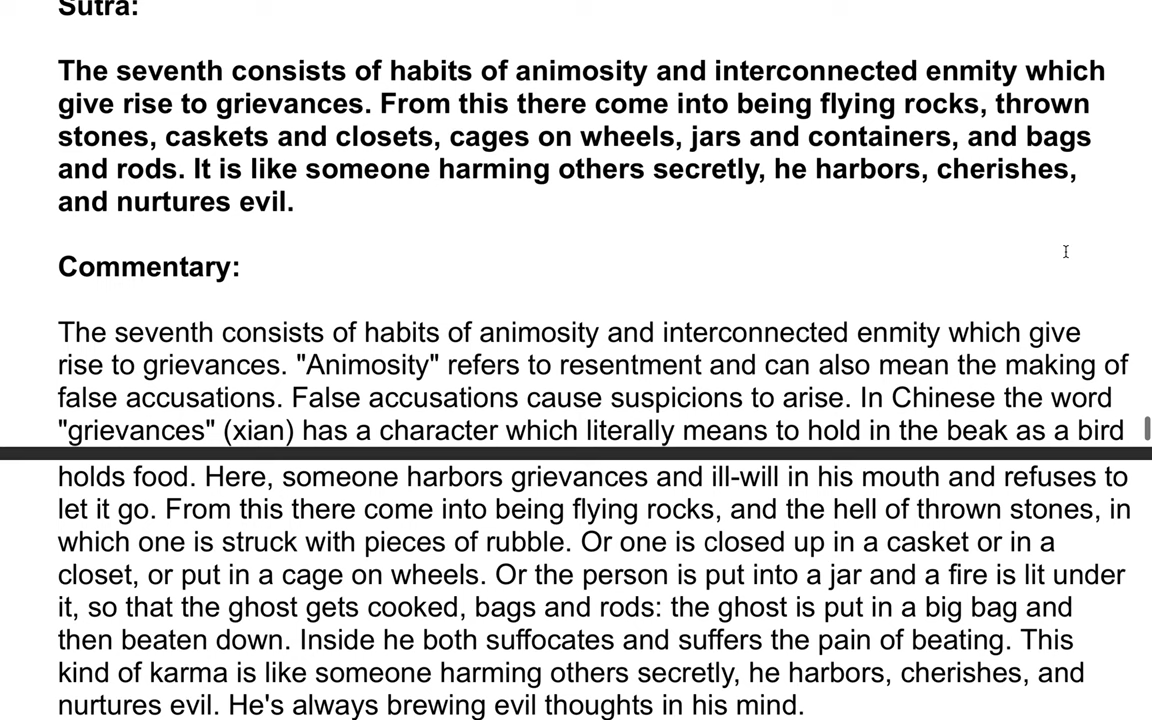 Sutra:
The seventh consists of habits of animosity and interconnected enmity which
give rise to grievances. From this there come into being flying rocks, thrown
stones, caskets and closets, cages on wheels, jars and containers, and bags
and rods. It is like someone harming others secretly, he harbors, cherishes,
and nurtures evil.
Commentary:
The seventh consists of habits of animosity and interconnected enmity which give
rise to grievances. "Animosity" refers to resentment and can also mean the making of
false accusations. False accusations cause suspicions to arise. In Chinese the word
"grievances" (xian) has a character which literally means to hold in the beak as a bird
holds food. Here, someone harbors grievances and ill-will in his mouth and refuses to
let it go. From this there come into being flying rocks, and the hell of thrown stones, in
which one is struck with pieces of rubble. Or one is closed up in a casket or in a
closet, or put in a cage on wheels. Or the person is put into a jar and a fire is lit under
it, so that the ghost gets cooked, bags and rods: the ghost is put in a big bag and
then beaten down. Inside he both suffocates and suffers the pain of beating. This
kind of karma is like someone harming others secretly, he harbors, cherishes, and
nurtures evil. He's always brewing evil thoughts in his mind.